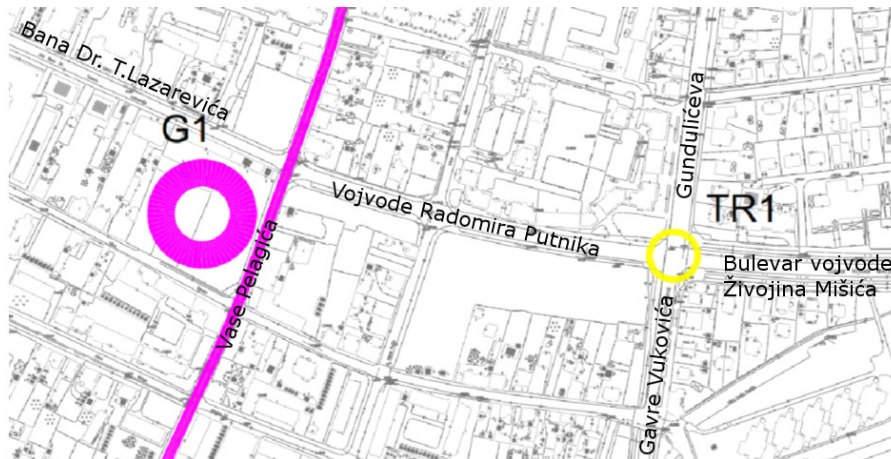 Bana Dr. T.Lazarevića
G1
Vase Pelagića
Vojvode Radomira Putnika
Gundulićeva
TR1
Bulevar vojvode
Živojina Mišića
Gavre Vukovića